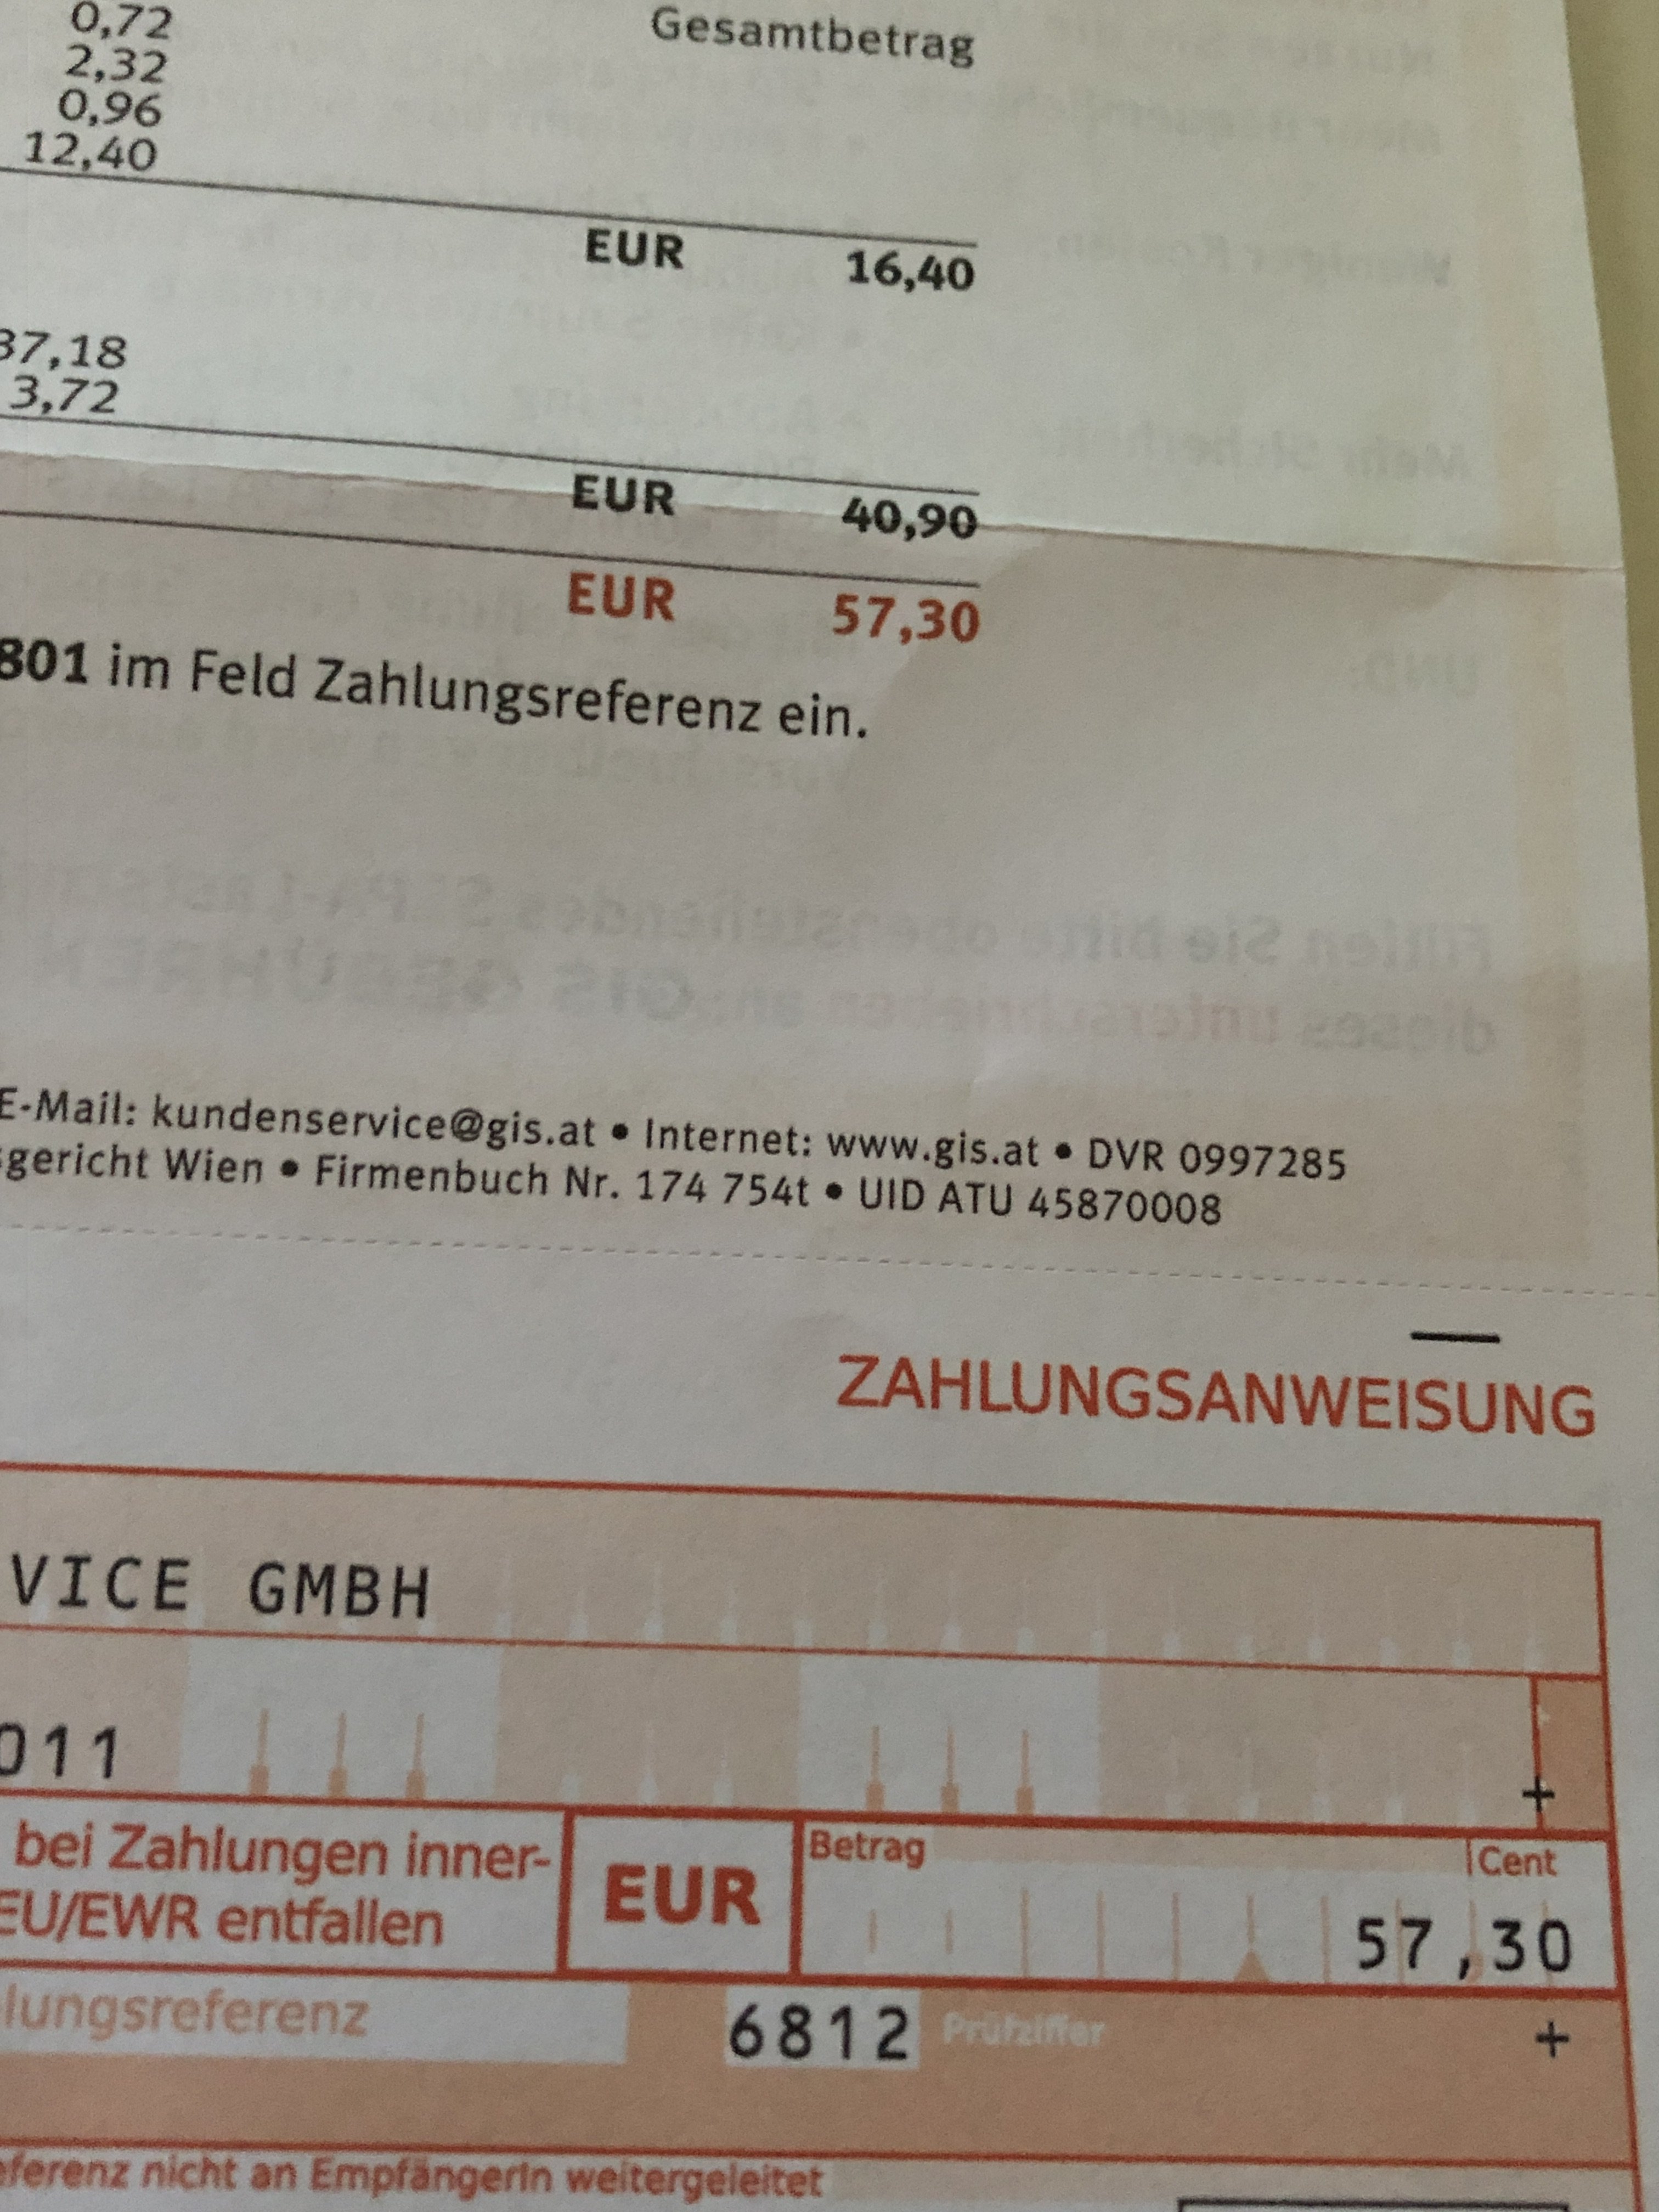 0,72
Gesamtbetrag
2,32
0,96
12,40
EUR 16,40
37,18
3,72
EUR 40,90
EUR 57,30
801 im Feld Zahlungsreferenz ein.
E-Mail: kundenservice@gis.at • Internet: www.gis.at • DVR 0997285
gericht Wien • Firmenbuch Nr. 174 754t • UID ATU 45870008
ZAHLUNGSANWEISUNG
VICE GMBH
011
+
bei Zahlungen inner-
EU/EWR entfallen
EUR
Betrag
Cent
57,30
lungsreferenz
6812
Prüfziffer
+
eferenz nicht an EmpfängerIn weitergeleitet